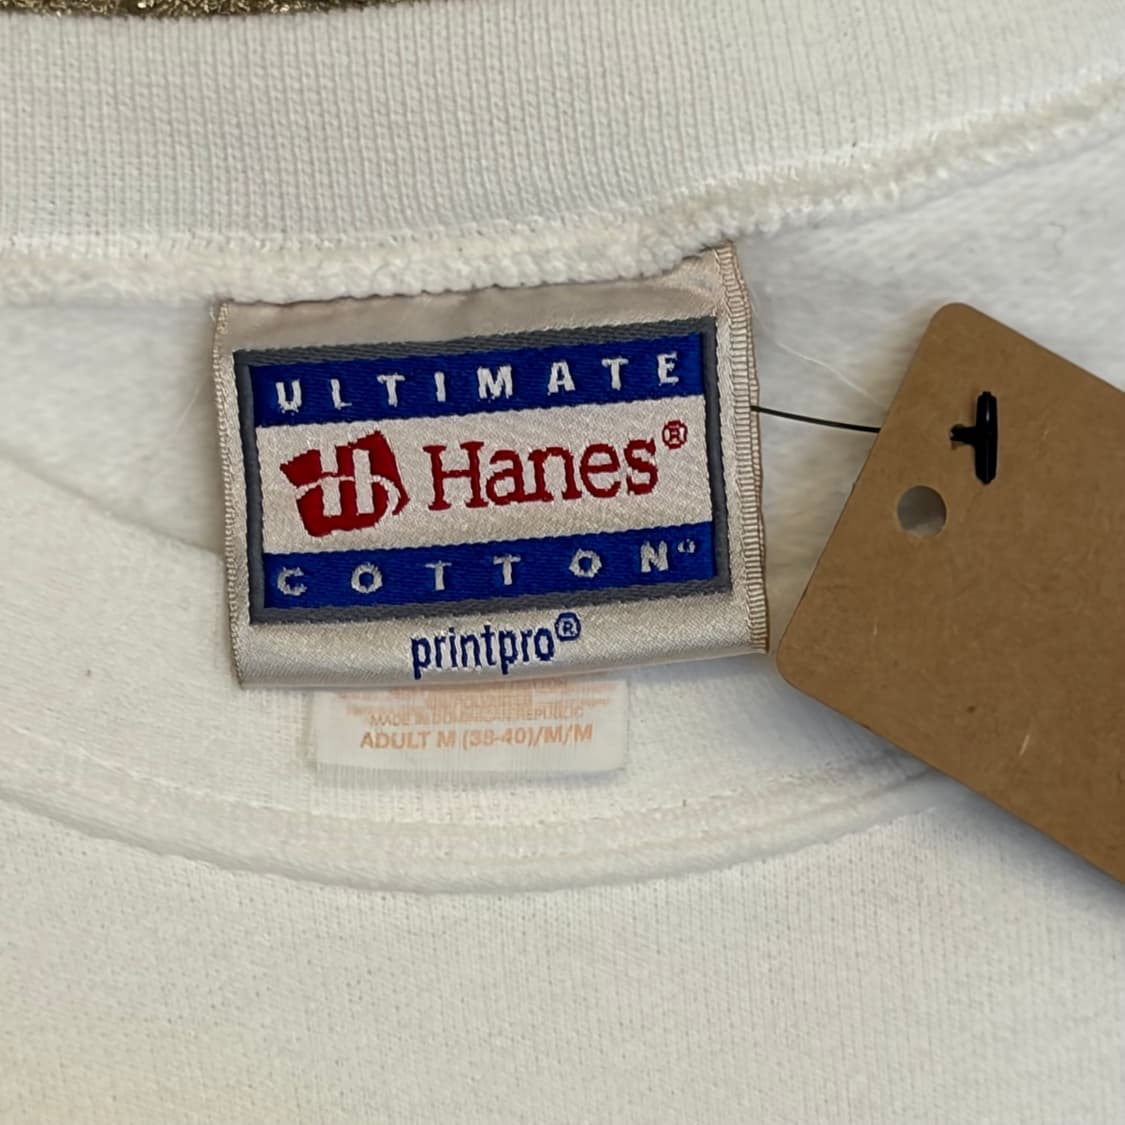 ULTIMATE
Hanes®
COTTON®
printpro®
MADE IN DOMINICAN REPUBLIC
ADULT M (38-40)/M/M